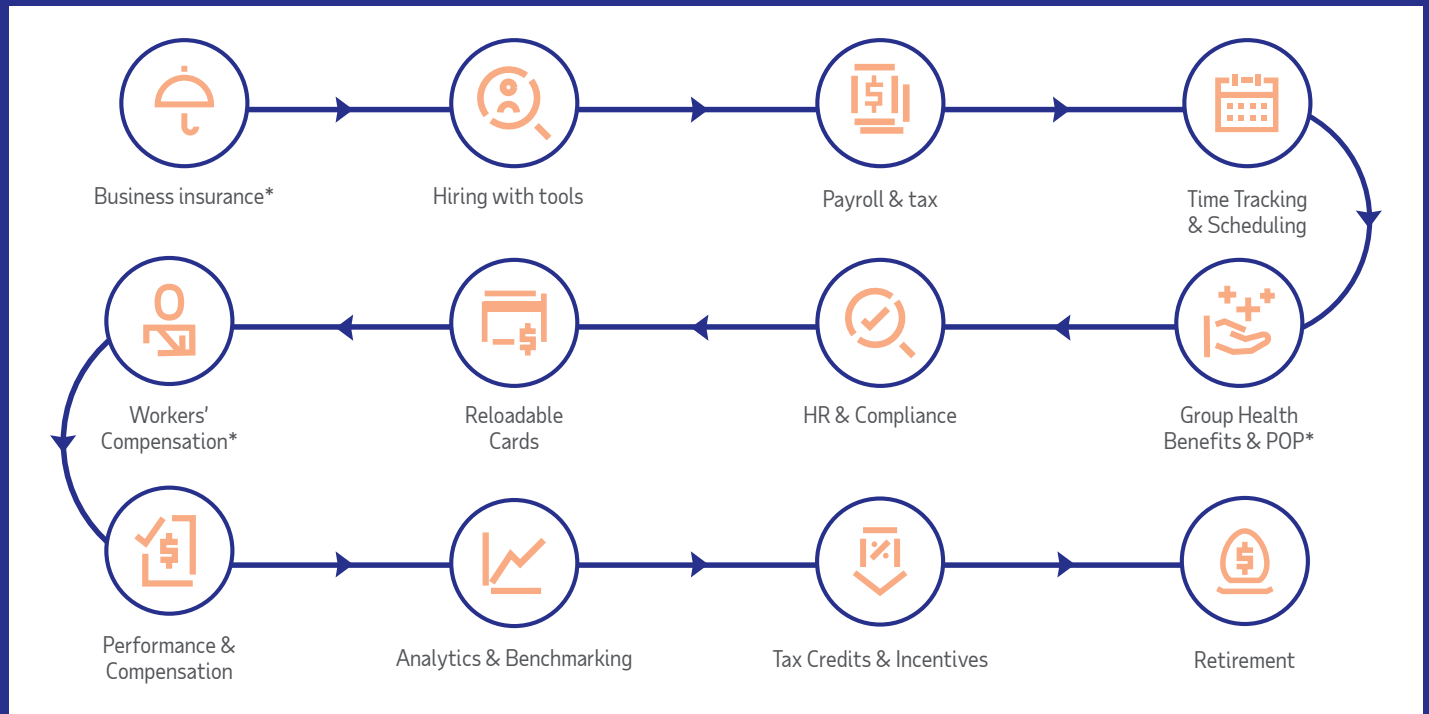 Business insurance*
Hiring with tools
Payroll & tax
Time Tracking
& Scheduling
Group Health
Benefits & POP*
HR & Compliance
Reloadable
Cards
Workers'
Compensation*
Performance &
Compensation
Analytics & Benchmarking
Tax Credits & Incentives
Retirement